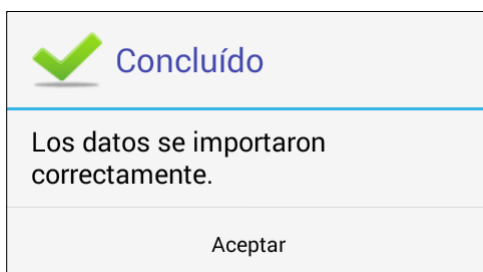 Concluído
Los datos se importaron
correctamente.
Aceptar